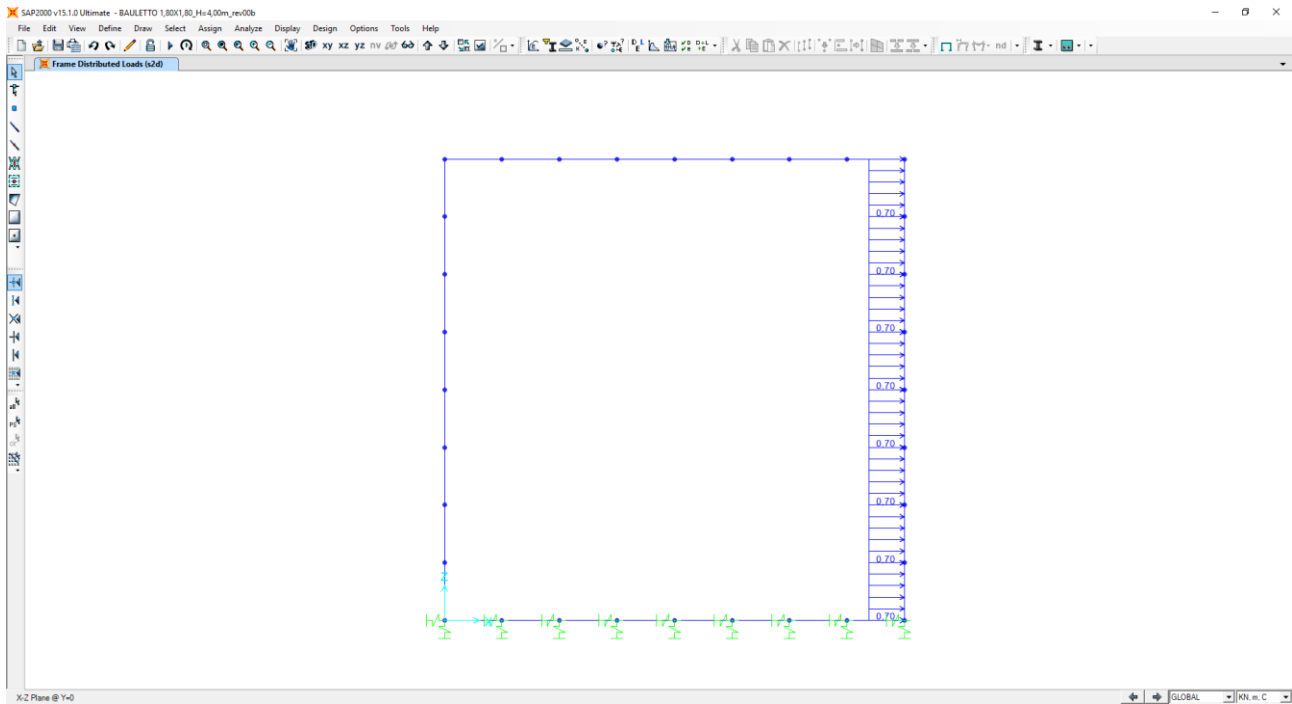 SAP2000 v15.1.0 Ultimate - BAULETTO 1,80X1,80_H=4,00m_rev00b
File Edit View Define Draw Select Assign Analyze Display Design Options Tools Help
xy xz yz nv nd
Frame Distributed Loads (s2d)
0,70
0,70
0,70
0,70
0,70
0,70
0,70
Z
0,70
X
X-Z Plane @ Y=0
GLOBAL
KN, m, C